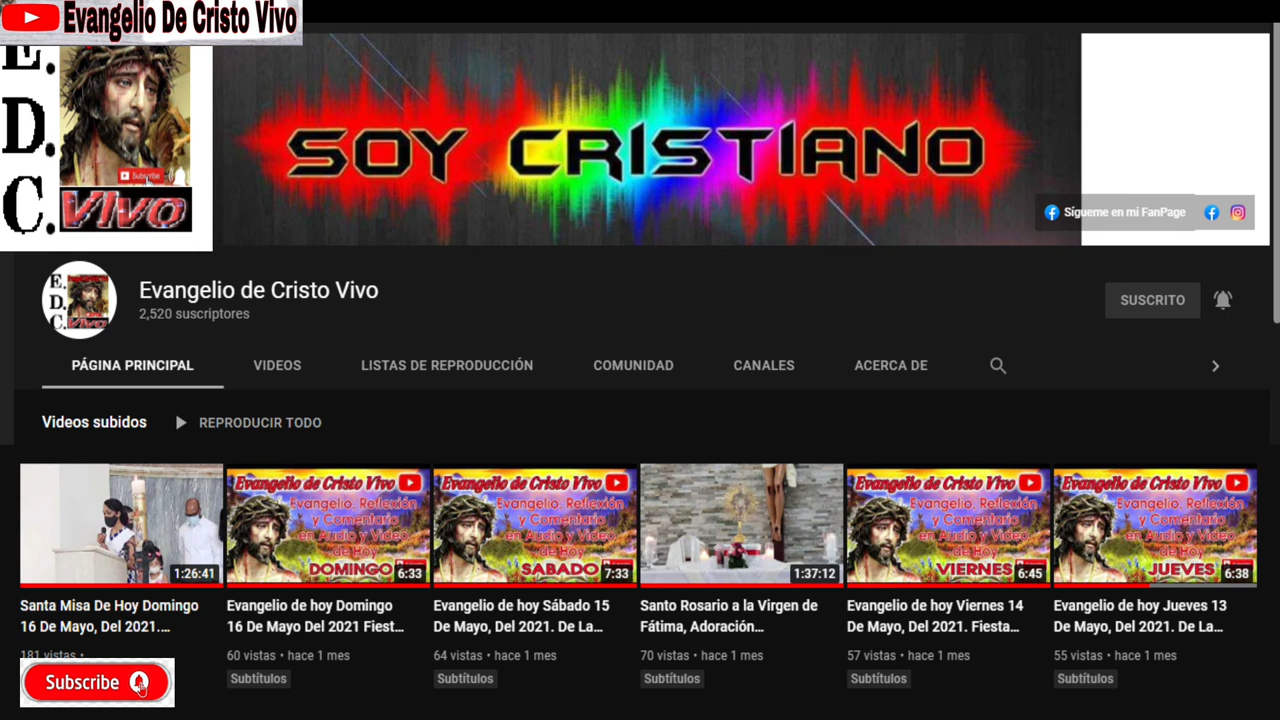 Evangelio De Cristo Vivo
E.
D.
C.
Subscribe
Vivo
SOY CRISTIANO
Sígueme en mi FanPage
E.
D.
C.
Vivo
Evangelio de Cristo Vivo
2,520 suscriptores
SUSCRITO
PÁGINA PRINCIPAL
VIDEOS
LISTAS DE REPRODUCCIÓN
COMUNIDAD
CANALES
ACERCA DE
Videos subidos
REPRODUCIR TODO
1:26:41
Santa Misa De Hoy Domingo
16 De Mayo, Del 2021....
181 vistas •
Evangelio de Cristo Vivo
Evangelio, Reflexión
y Comentario
en Audio y Video
de Hoy
DOMINGO
6:33
Evangelio de hoy Domingo
16 De Mayo Del 2021 Fiest...
60 vistas • hace 1 mes
Subtítulos
Evangelio de Cristo Vivo
Evangelio, Reflexión
y Comentario
en Audio y Video
de Hoy
SABADO
7:33
Evangelio de hoy Sábado 15
De Mayo, Del 2021. De La...
64 vistas • hace 1 mes
Subtítulos
1:37:12
Santo Rosario a la Virgen de
Fátima, Adoración...
70 vistas • hace 1 mes
Subtítulos
Evangelio de Cristo Vivo
Evangelio, Reflexión
y Comentario
en Audio y Video
de Hoy
VIERNES
6:45
Evangelio de hoy Viernes 14
De Mayo, Del 2021. Fiesta...
57 vistas • hace 1 mes
Subtítulos
Evangelio de Cristo Vivo
Evangelio, Reflexión
y Comentario
en Audio y Video
de Hoy
JUEVES
6:38
Evangelio de hoy Jueves 13
De Mayo, Del 2021. De La...
55 vistas • hace 1 mes
Subtítulos
Subscribe